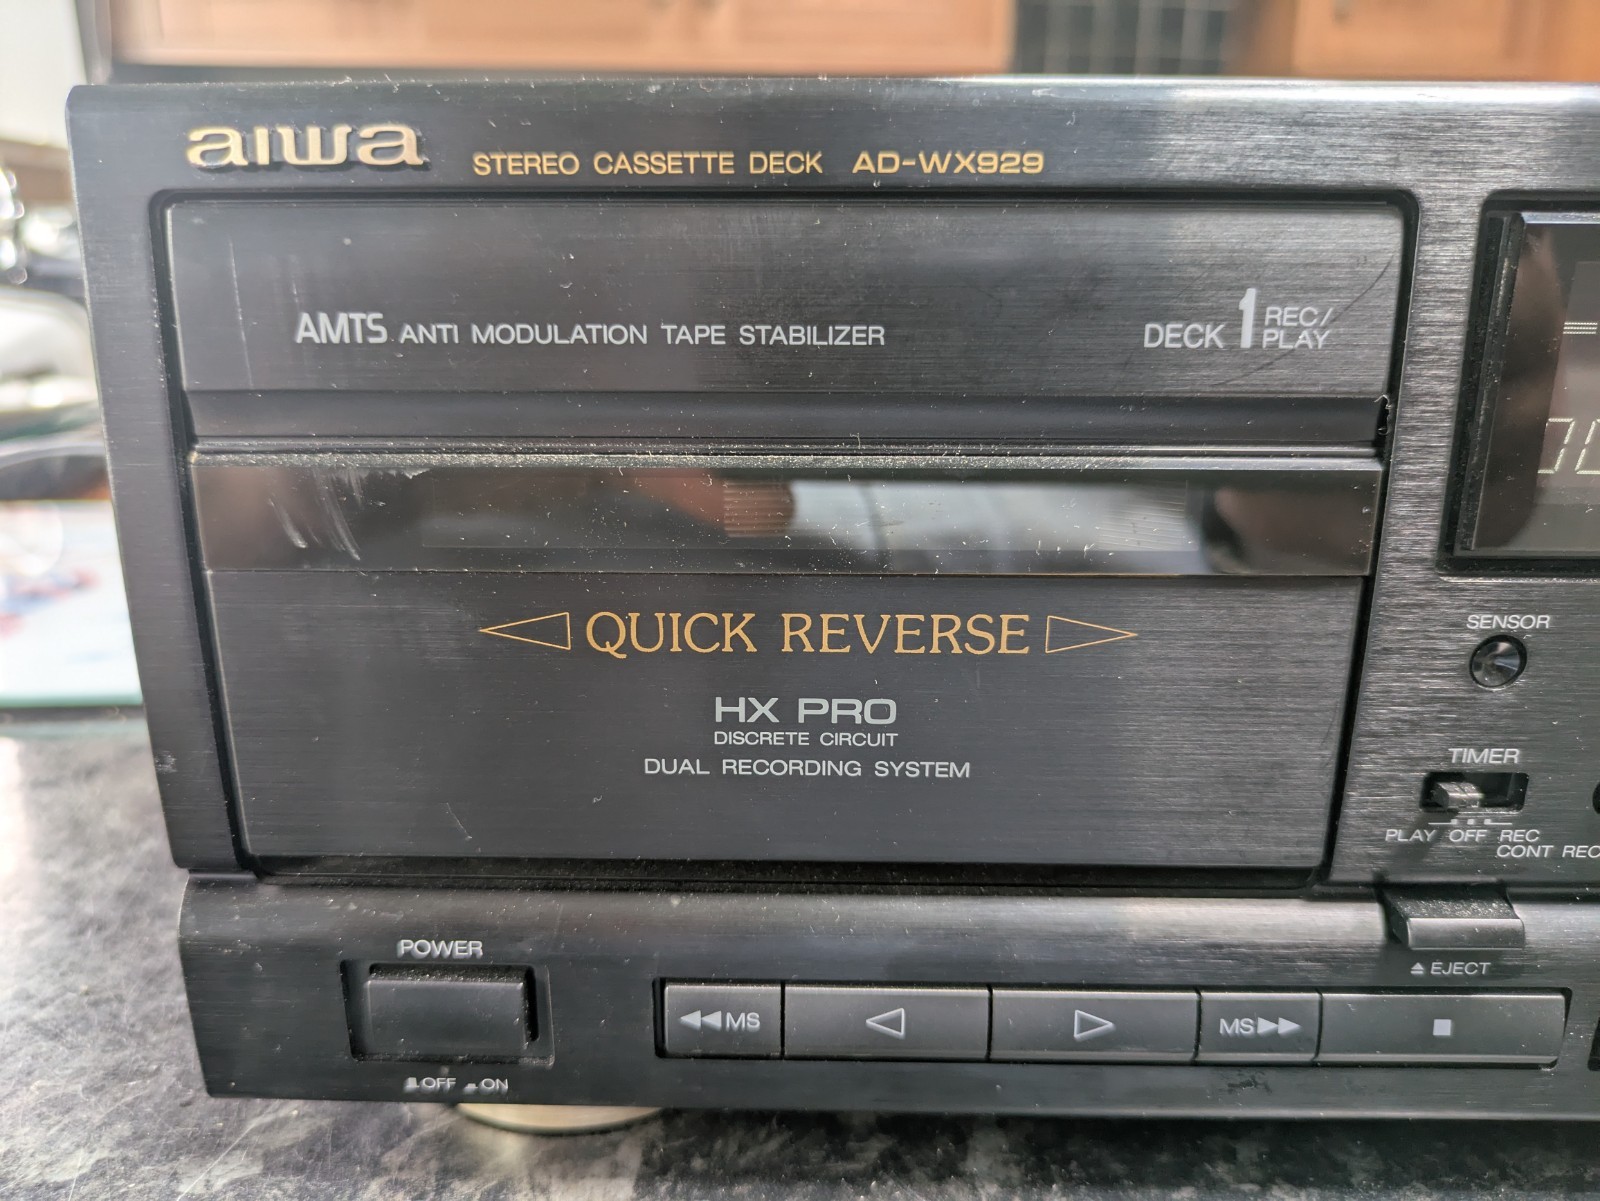 aiwa STEREO CASSETTE DECK AD-WX929
AMTS ANTI MODULATION TAPE STABILIZER
DECK 1 REC/
PLAY
QUICK REVERSE
HX PRO
DISCRETE CIRCUIT
DUAL RECORDING SYSTEM
SENSOR
TIMER
PLAY OFF REC
CONT REC
POWER
OFF ON
EJECT
MS
MS